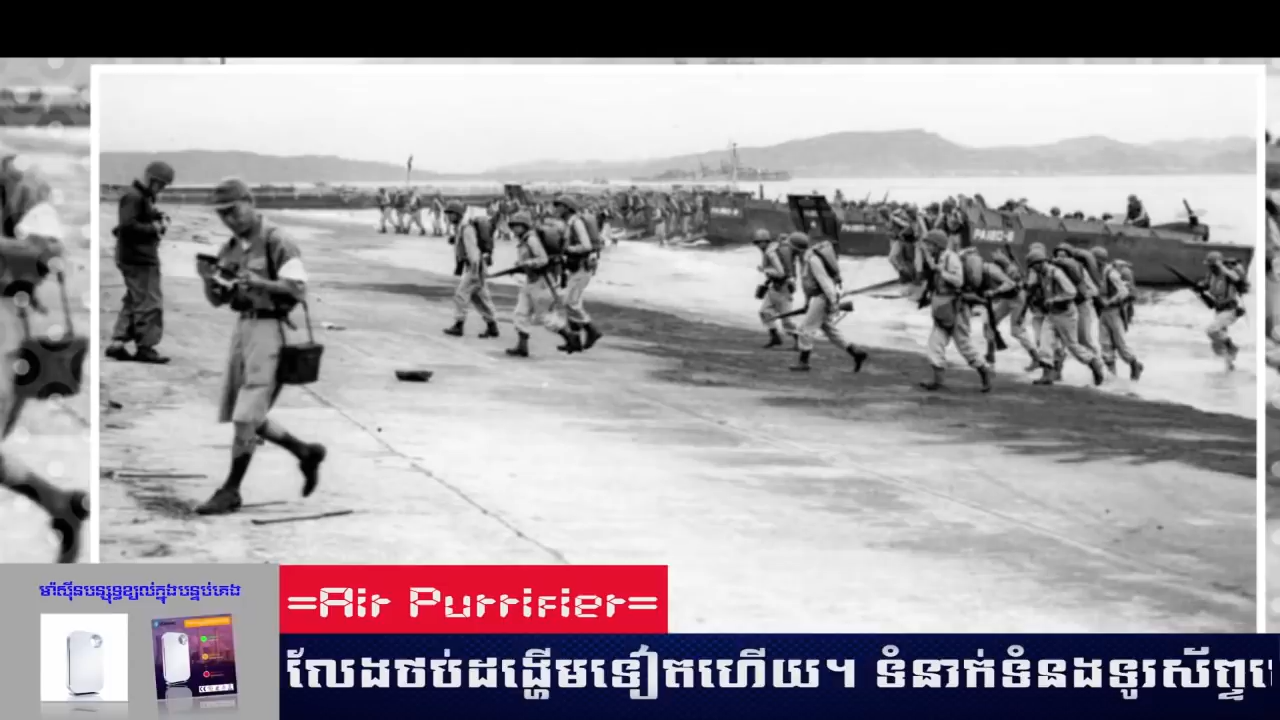 PA1812-8
ម៉ាស៊ីនបន្សុទ្ធខ្យល់ក្នុងបន្ទប់គេង
=Air Purrifier=
លែងថប់ដង្ហើមទៀតហើយ។ ទំនាក់ទំនងទូរស័ព្ទ